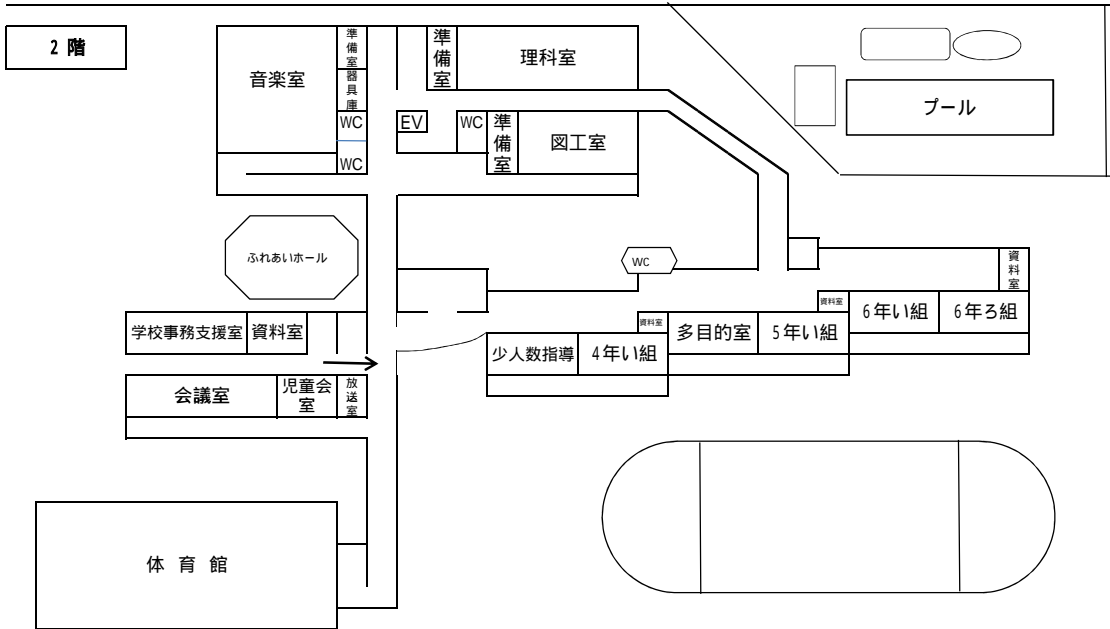 2 階
音楽室
準備室
器具庫
WC
WC
EV
準備室
理科室
WC
準備室
図工室
プール
ふれあいホール
WC
資料室
学校事務支援室
資料室
会議室
児童会室
放送室
少人数指導
4年い組
資料室
多目的室
5年い組
資料室
6年い組
6年ろ組
体 育 館